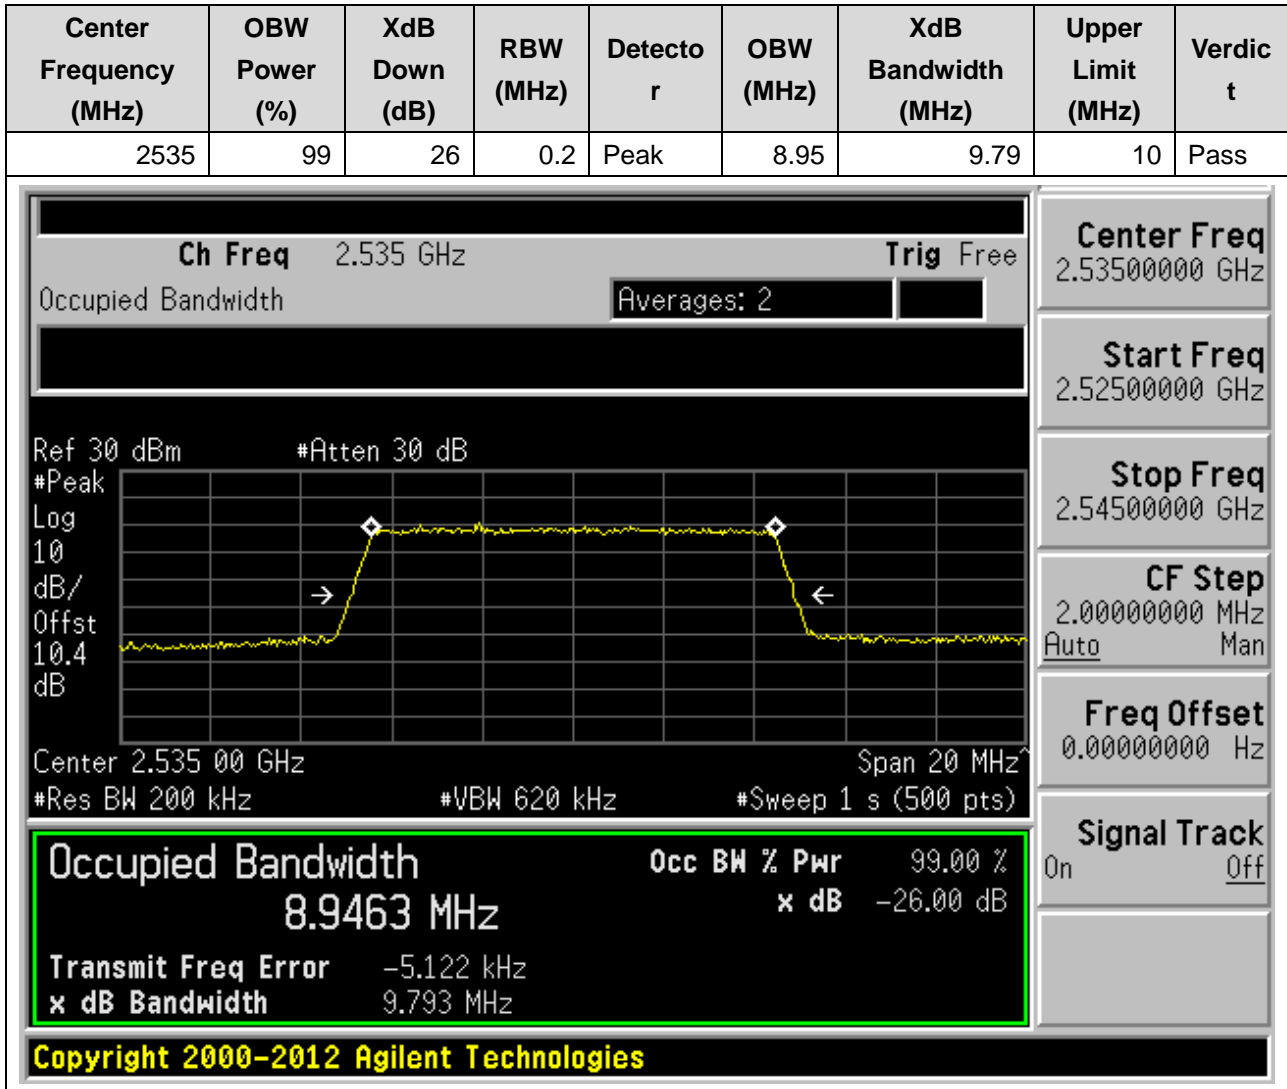 Center Frequency (MHz) OBW Power (%) XdB Down (dB) RBW (MHz) Detecto r OBW (MHz) XdB Bandwidth (MHz) Upper Limit (MHz) Verdic t
2535 99 26 0.2 Peak 8.95 9.79 10 Pass
Ch Freq 2.535 GHz Trig Free
Occupied Bandwidth Averages: 2
Ref 30 dBm #Atten 30 dB
#Peak
Log
10
dB/
Offst
10.4
dB
Center 2.535 00 GHz Span 20 MHz^
#Res BW 200 kHz #VBW 620 kHz #Sweep 1 s (500 pts)
Occupied Bandwidth Occ BW % Pwr 99.00 %
8.9463 MHz x dB -26.00 dB
Transmit Freq Error -5.122 kHz
x dB Bandwidth 9.793 MHz
Copyright 2000-2012 Agilent Technologies
Center Freq
2.53500000 GHz
Start Freq
2.52500000 GHz
Stop Freq
2.54500000 GHz
CF Step
2.00000000 MHz
Auto Man
Freq Offset
0.00000000 Hz
Signal Track
On Off